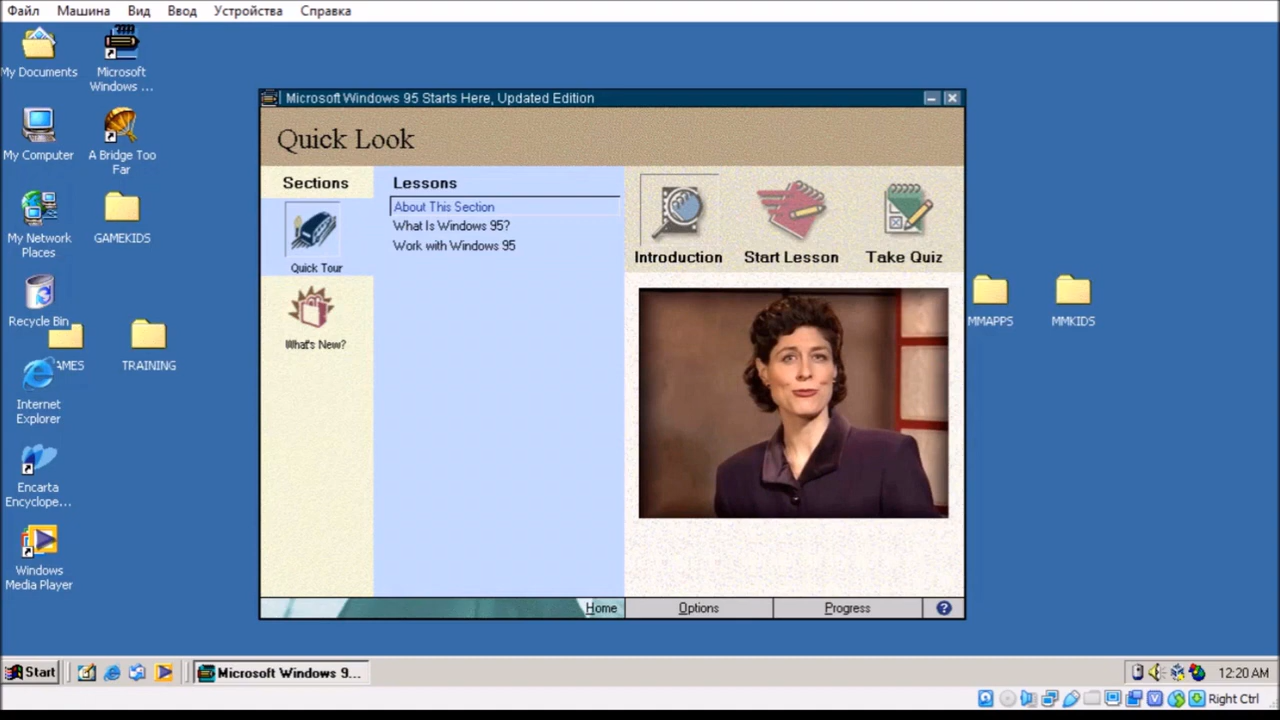 Файл Машина Вид Ввод Устройства Справка
My Documents
Microsoft
Windows ...
My Computer
A Bridge Too
Far
My Network
Places
GAMEKIDS
Recycle Bin
AMES
TRAINING
Internet
Explorer
Encarta
Encyclope...
Windows
Media Player
Microsoft Windows 95 Starts Here, Updated Edition
Quick Look
Sections
Quick Tour
What's New?
Lessons
About This Section
What Is Windows 95?
Work with Windows 95
Introduction Start Lesson Take Quiz
Home Options Progress ?
MMAPPS MMKIDS
Start Microsoft Windows 9... 12:20 AM
Right Ctrl